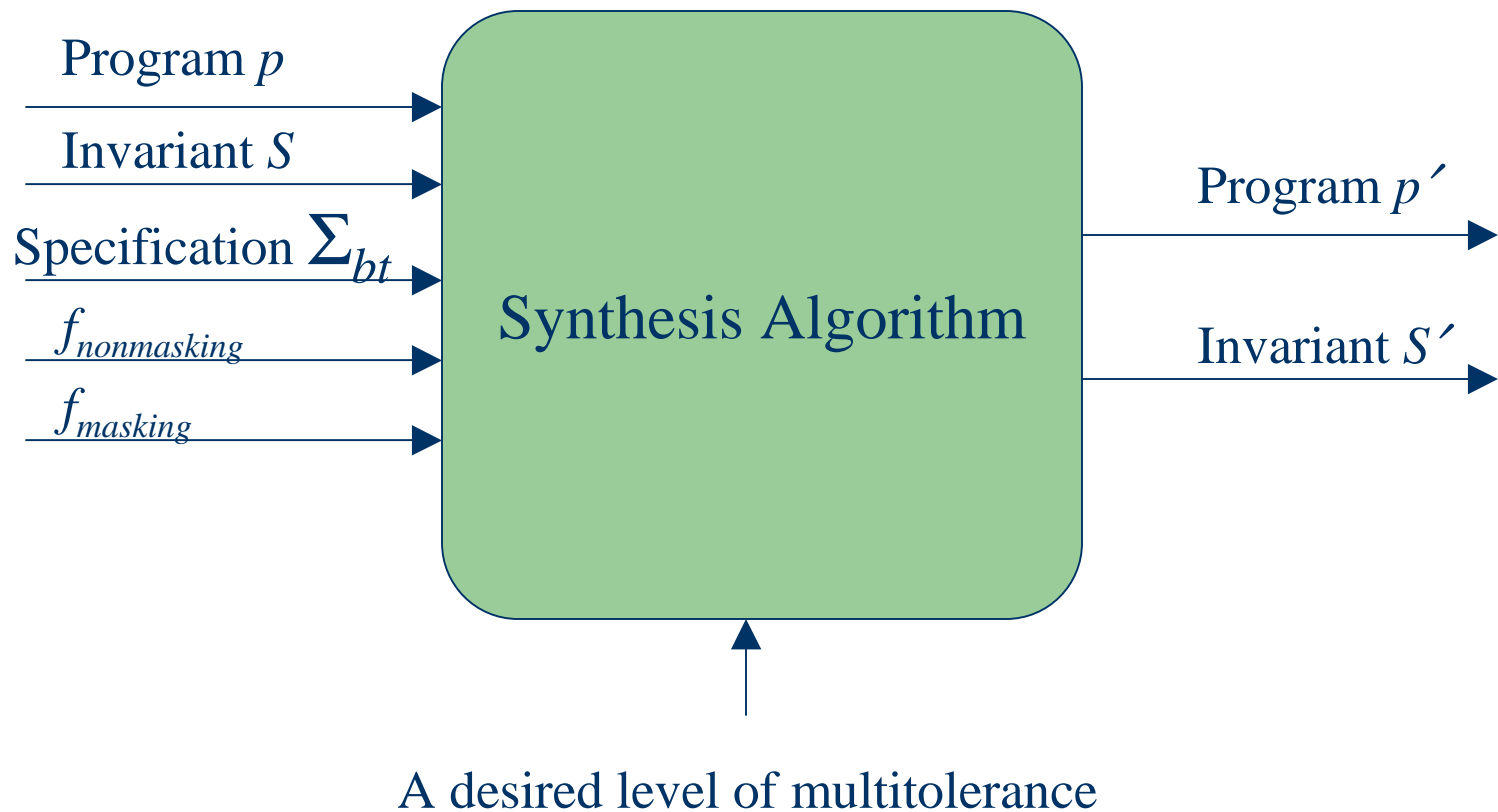 Program p
Invariant S
Specification Σbt
fnonmasking
fmasking
Synthesis Algorithm
Program p′
Invariant S′
A desired level of multitolerance